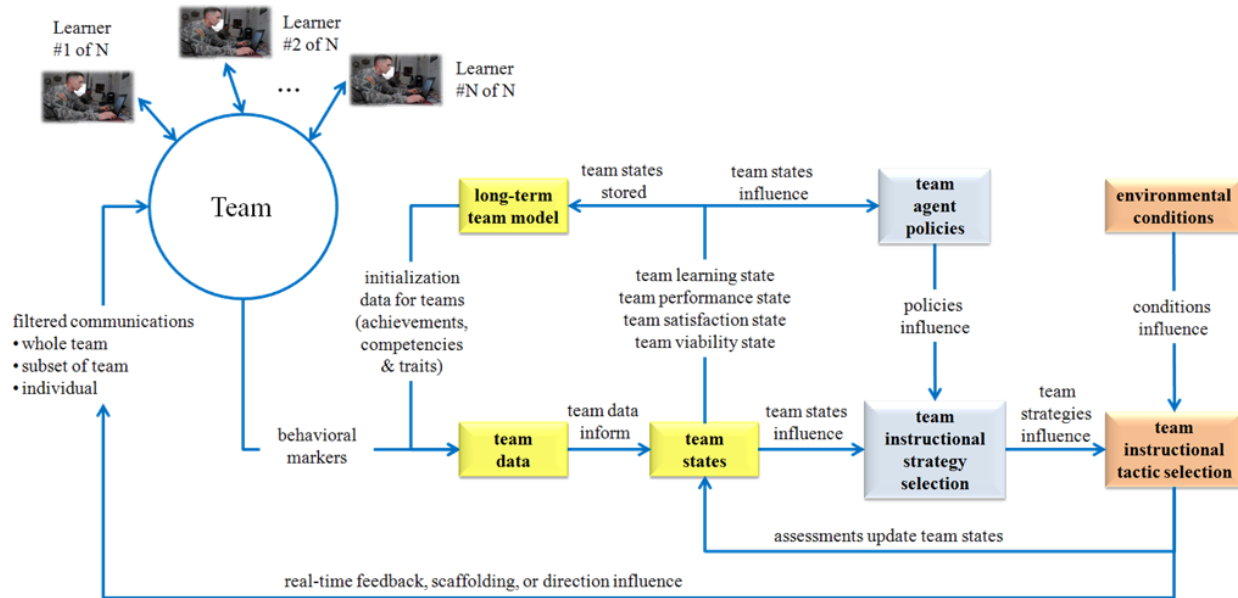 Learner
#1 of N
Learner
#2 of N
...
Learner
#N of N
Team
long-term
team model
team states
stored
team states
influence
team
agent
policies
environmental
conditions
initialization
data for teams
(achievements,
competencies
& traits)
team learning state
team performance state
team satisfaction state
team viability state
policies
influence
conditions
influence
filtered communications
• whole team
• subset of team
• individual
behavioral
markers
team
data
team data
inform
team
states
team states
influence
team
instructional
strategy
selection
team
strategies
influence
team
instructional
tactic selection
assessments update team states
real-time feedback, scaffolding, or direction influence